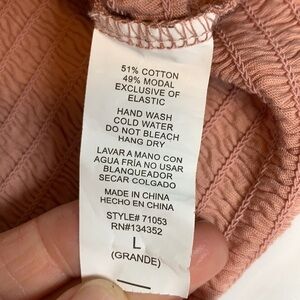 51% COTTON
49% MODAL
EXCLUSIVE OF
ELASTIC
HAND WASH
COLD WATER
DO NOT BLEACH
HANG DRY
LAVAR A MANO CON
AGUA FRÍA NO USAR
BLANQUEADOR
SECAR COLGADO
MADE IN CHINA
HECHO EN CHINA
STYLE# 71053
RN#134352
L
(GRANDE)